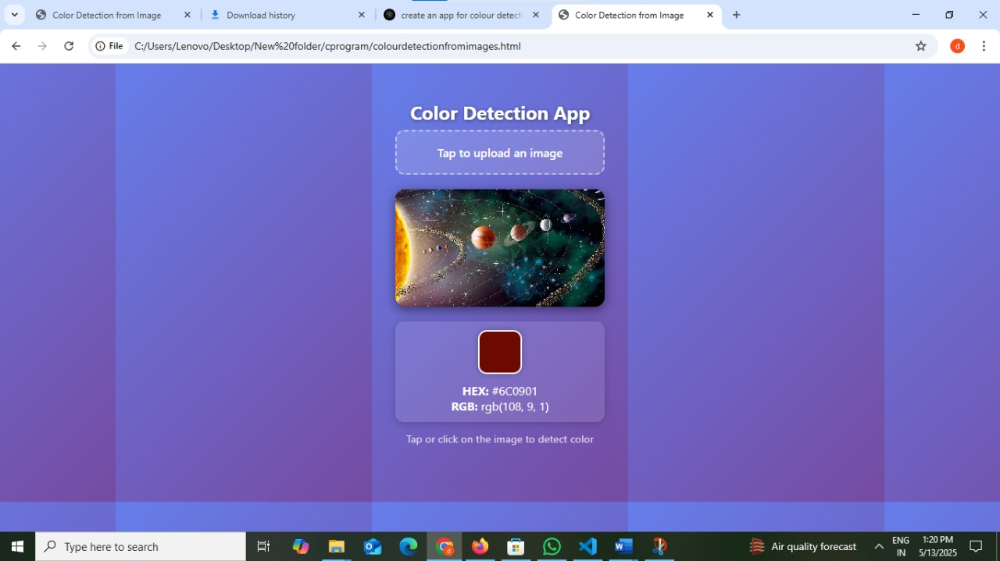 Color Detection from Image
Download history
create an app for colour detecti
Color Detection from Image
File
C:/Users/Lenovo/Desktop/New%20folder/cprogram/colourdetectionfromimages.html
d
Color Detection App
Tap to upload an image
HEX: #6C0901
RGB: rgb(108, 9, 1)
Tap or click on the image to detect color
Type here to search
d
Air quality forecast
ENG
IN
1:20 PM
5/13/2025